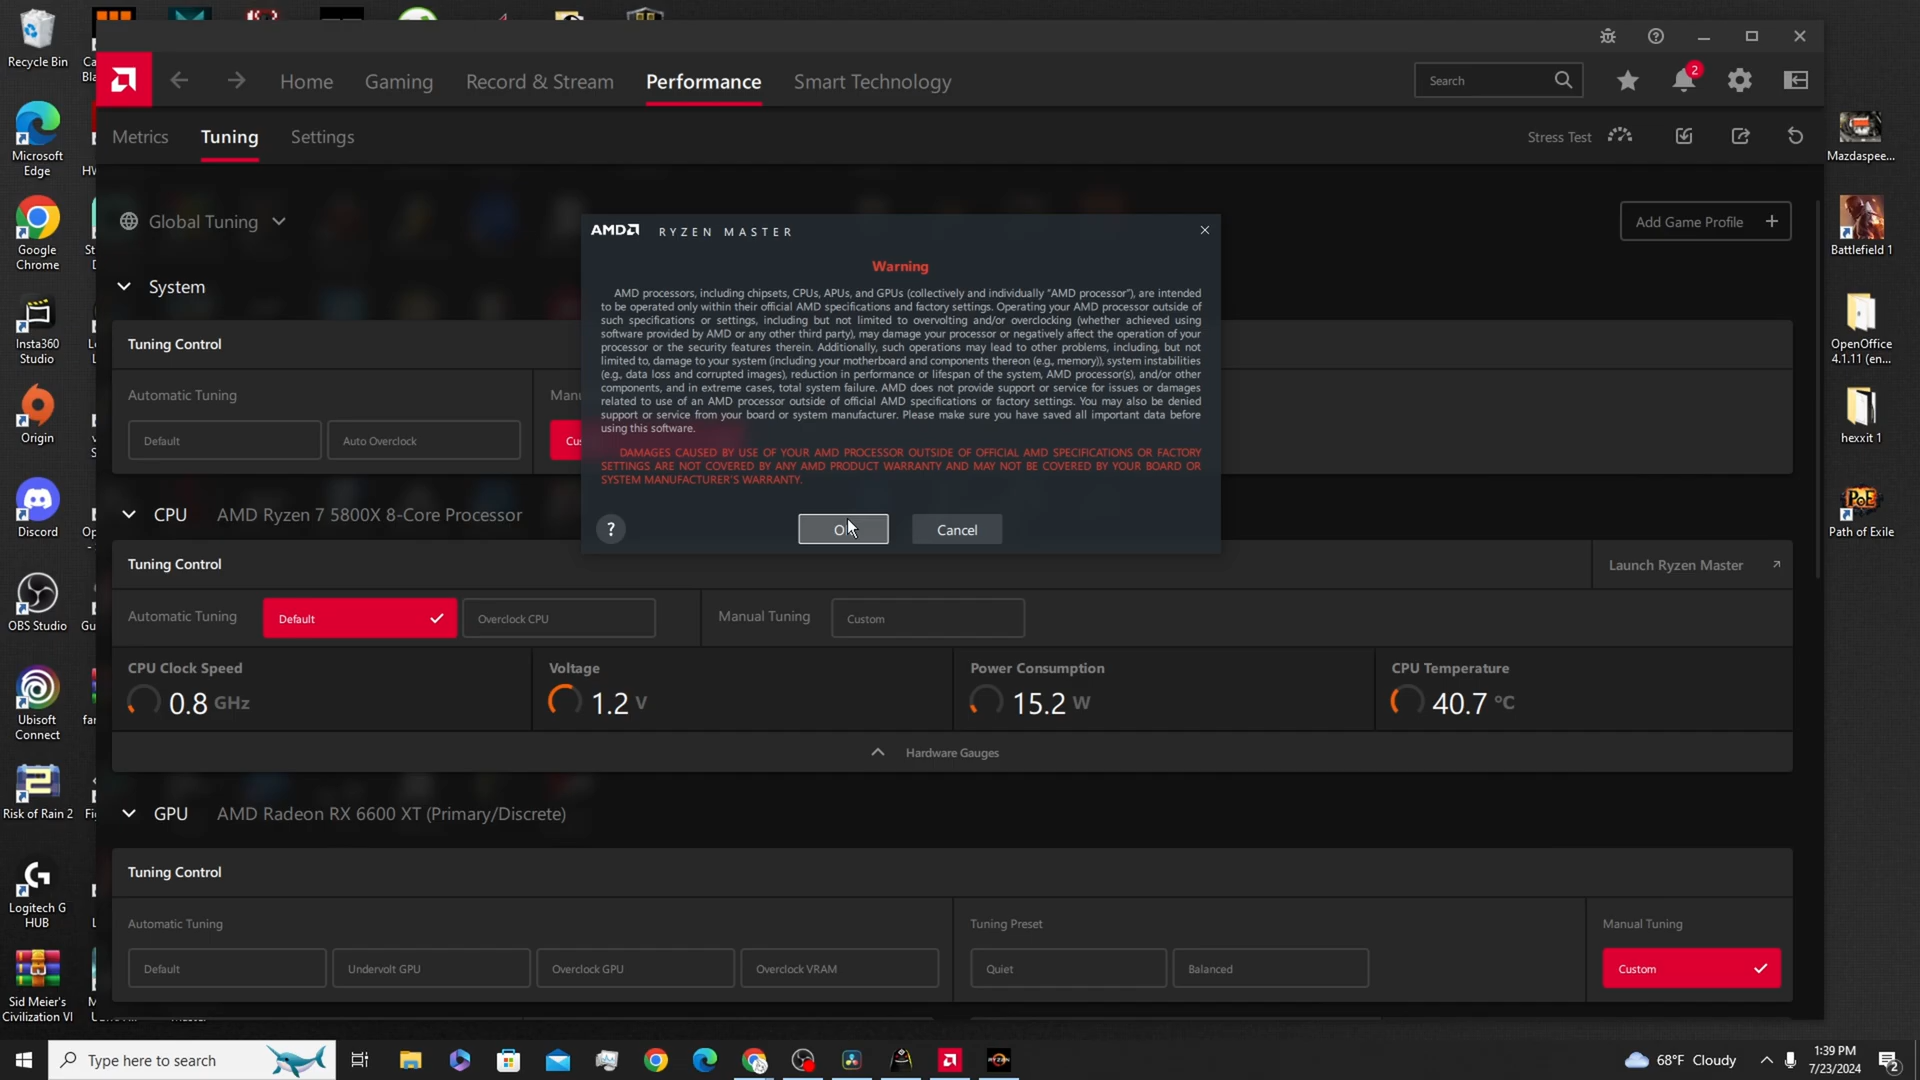 Recycle Bin
Microsoft
Edge
Google
Chrome
Insta360
Studio
Origin
Discord
OBS Studio
Ubisoft
Connect
Risk of Rain 2
Logitech G
HUB
Sid Meier's
Civilization VI
Home
Gaming
Record & Stream
Performance
Smart Technology
Search
2
Metrics
Tuning
Settings
Stress Test
Global Tuning
Add Game Profile
System
Tuning Control
Automatic Tuning
Default
Auto Overclock
AMD RYZEN MASTER
Warning
AMD processors, including chipsets, CPUs, APUs, and GPUs (collectively and individually "AMD processor"), are intended
to be operated only within their official AMD specifications and factory settings. Operating your AMD processor outside of
such specifications or settings, including but not limited to overvolting and/or overclocking (whether achieved using
software provided by AMD or any other third party), may damage your processor or negatively affect the operation of your
processor or the security features therein. Additionally, such operations may lead to other problems, including, but not
limited to, damage to your system (including your motherboard and components thereon (e.g., memory)), system instabilities
(e.g., data loss and corrupted images), reduction in performance or lifespan of the system, AMD processor(s), and/or other
components, and in extreme cases, total system failure. AMD does not provide support or service for issues or damages
related to use of an AMD processor outside of official AMD specifications or factory settings. You may also be denied
support or service from your board or system manufacturer. Please make sure you have saved all important data before
using this software.
DAMAGES CAUSED BY USE OF YOUR AMD PROCESSOR OUTSIDE OF OFFICIAL AMD SPECIFICATIONS OR FACTORY
SETTINGS ARE NOT COVERED BY ANY AMD PRODUCT WARRANTY AND MAY NOT BE COVERED BY YOUR BOARD OR
SYSTEM MANUFACTURER'S WARRANTY.
?
Cancel
CPU AMD Ryzen 7 5800X 8-Core Processor
Tuning Control
Launch Ryzen Master
Automatic Tuning
Default
Overclock CPU
Manual Tuning
Custom
CPU Clock Speed
0.8 GHz
Voltage
1.2 V
Power Consumption
15.2 W
CPU Temperature
40.7 °C
Hardware Gauges
GPU AMD Radeon RX 6600 XT (Primary/Discrete)
Tuning Control
Automatic Tuning
Default
Undervolt GPU
Overclock GPU
Overclock VRAM
Tuning Preset
Quiet
Balanced
Manual Tuning
Custom
Mazdaspee...
Battlefield 1
OpenOffice
4.1.11 (en...
hexxit 1
PoE
Path of Exile
Type here to search
RYZEN
68°F Cloudy
1:39 PM
7/23/2024
2